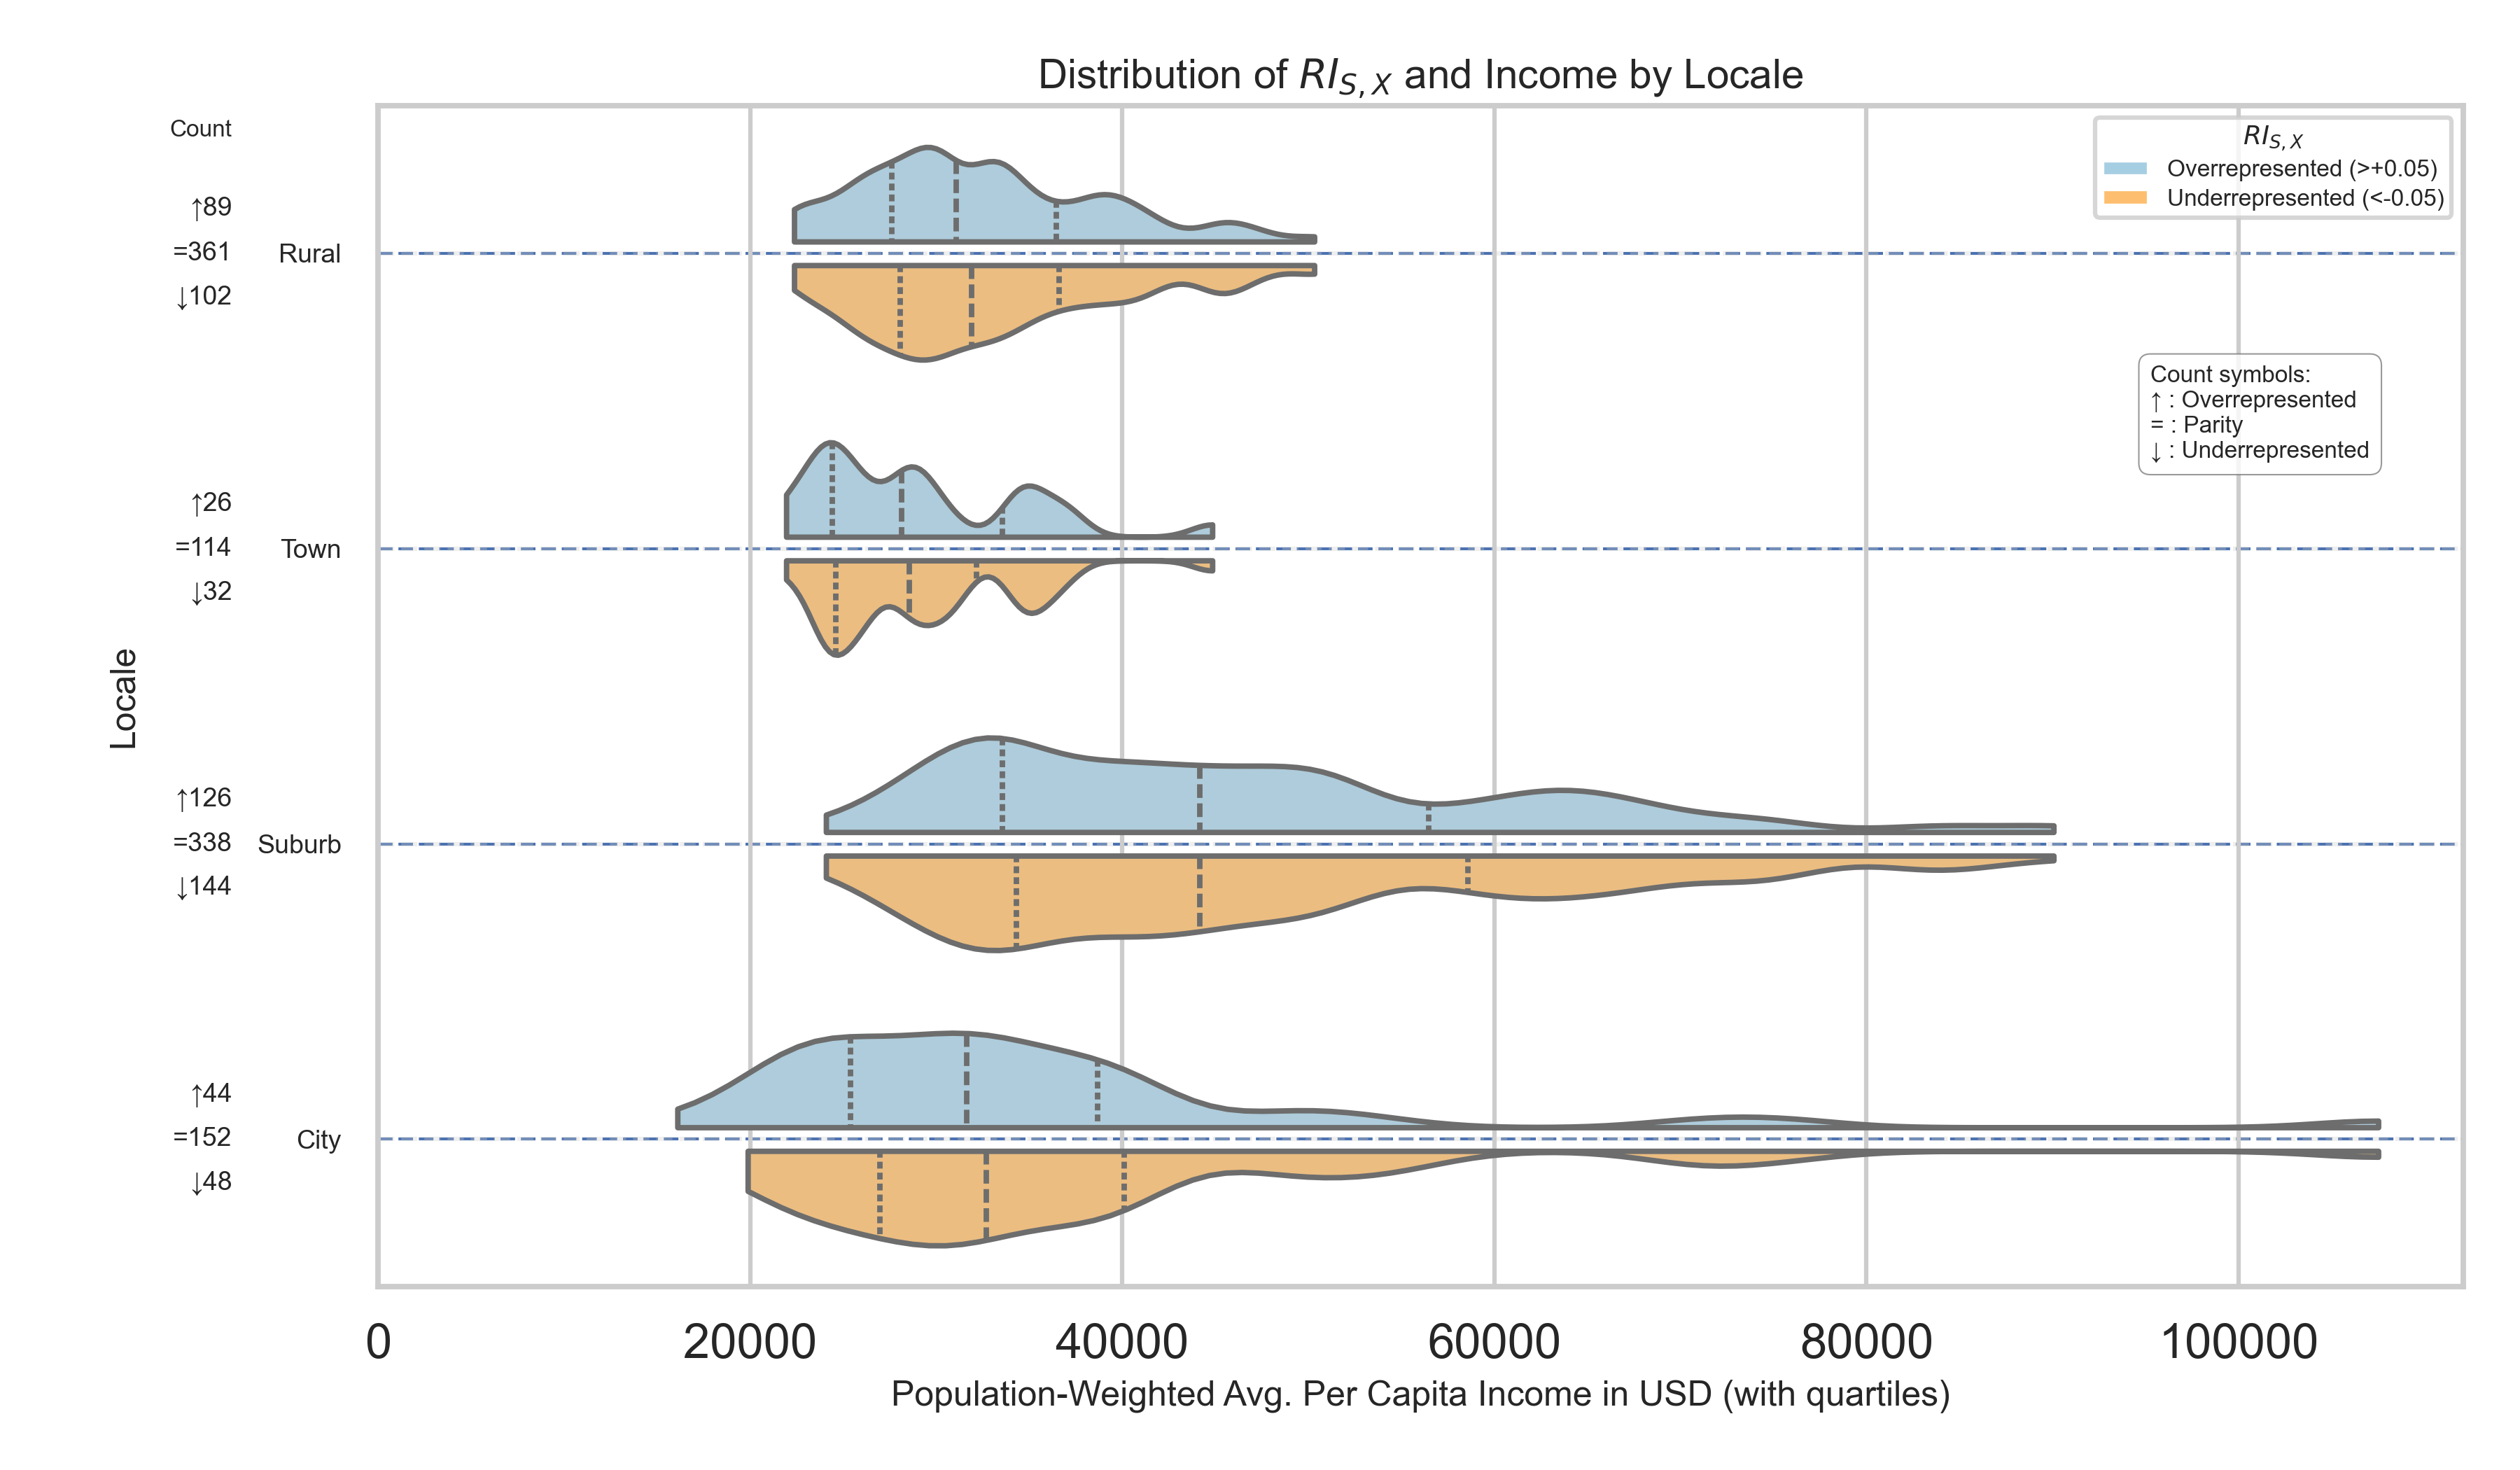 Distribution of RI_{S,X} and Income by Locale
Count
RI_{S,X}
Overrepresented (>+0.05)
Underrepresented (<-0.05)
↑89
=361
Rural
↓102
Count symbols:
↑ : Overrepresented
= : Parity
↓ : Underrepresented
↑26
=114
Town
↓32
Locale
↑126
=338
Suburb
↓144
↑44
=152
City
↓48
0
20000
40000
60000
80000
100000
Population-Weighted Avg. Per Capita Income in USD (with quartiles)